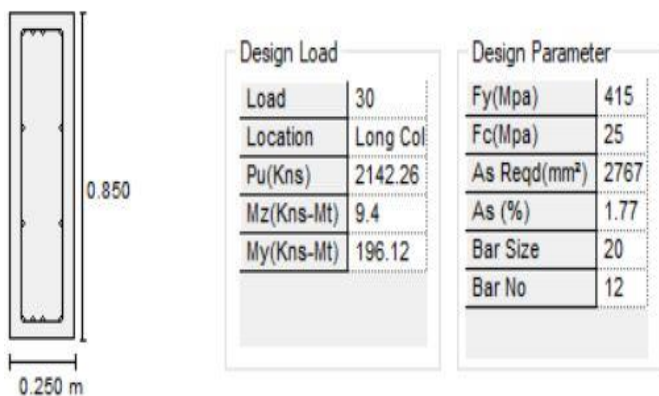 0.850
0.250 m
Design Load
Load 30
Location Long Col
Pu(Kns) 2142.26
Mz(Kns-Mt) 9.4
My(Kns-Mt) 196.12
Design Parameter
Fy(Mpa) 415
Fc(Mpa) 25
As Reqd(mm²) 2767
As (%) 1.77
Bar Size 20
Bar No 12